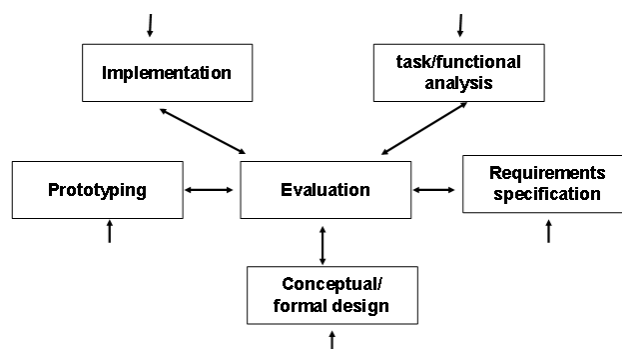 Implementation
task/functional
analysis
Prototyping
Evaluation
Requirements
specification
Conceptual/
formal design